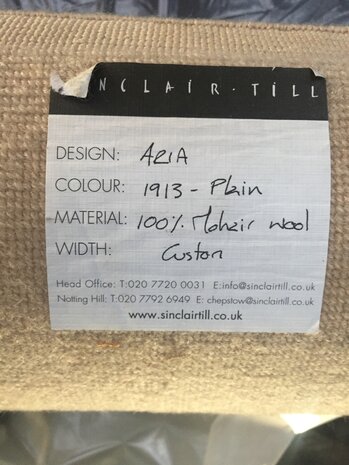 NCLAIR · TILL
DESIGN: ARIA
COLOUR: 1913 - Plain
MATERIAL: 100% Mohair wool
WIDTH: Custom
Head Office: T:020 7720 0031 E:info@sinclairtill.co.uk
Notting Hill: T:020 7792 6949 E: chepstow@sinclairtill.co.uk
www.sinclairtill.co.uk